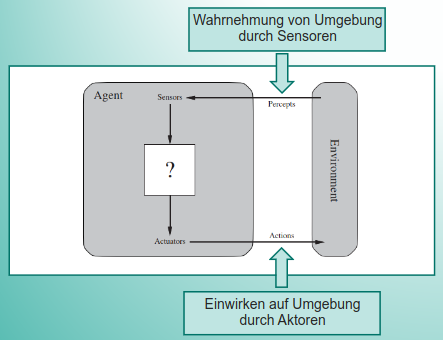 Wahrnehmung von Umgebung
durch Sensoren
Agent
Sensors
Percepts
?
Environment
Actuators
Actions
Einwirken auf Umgebung
durch Aktoren